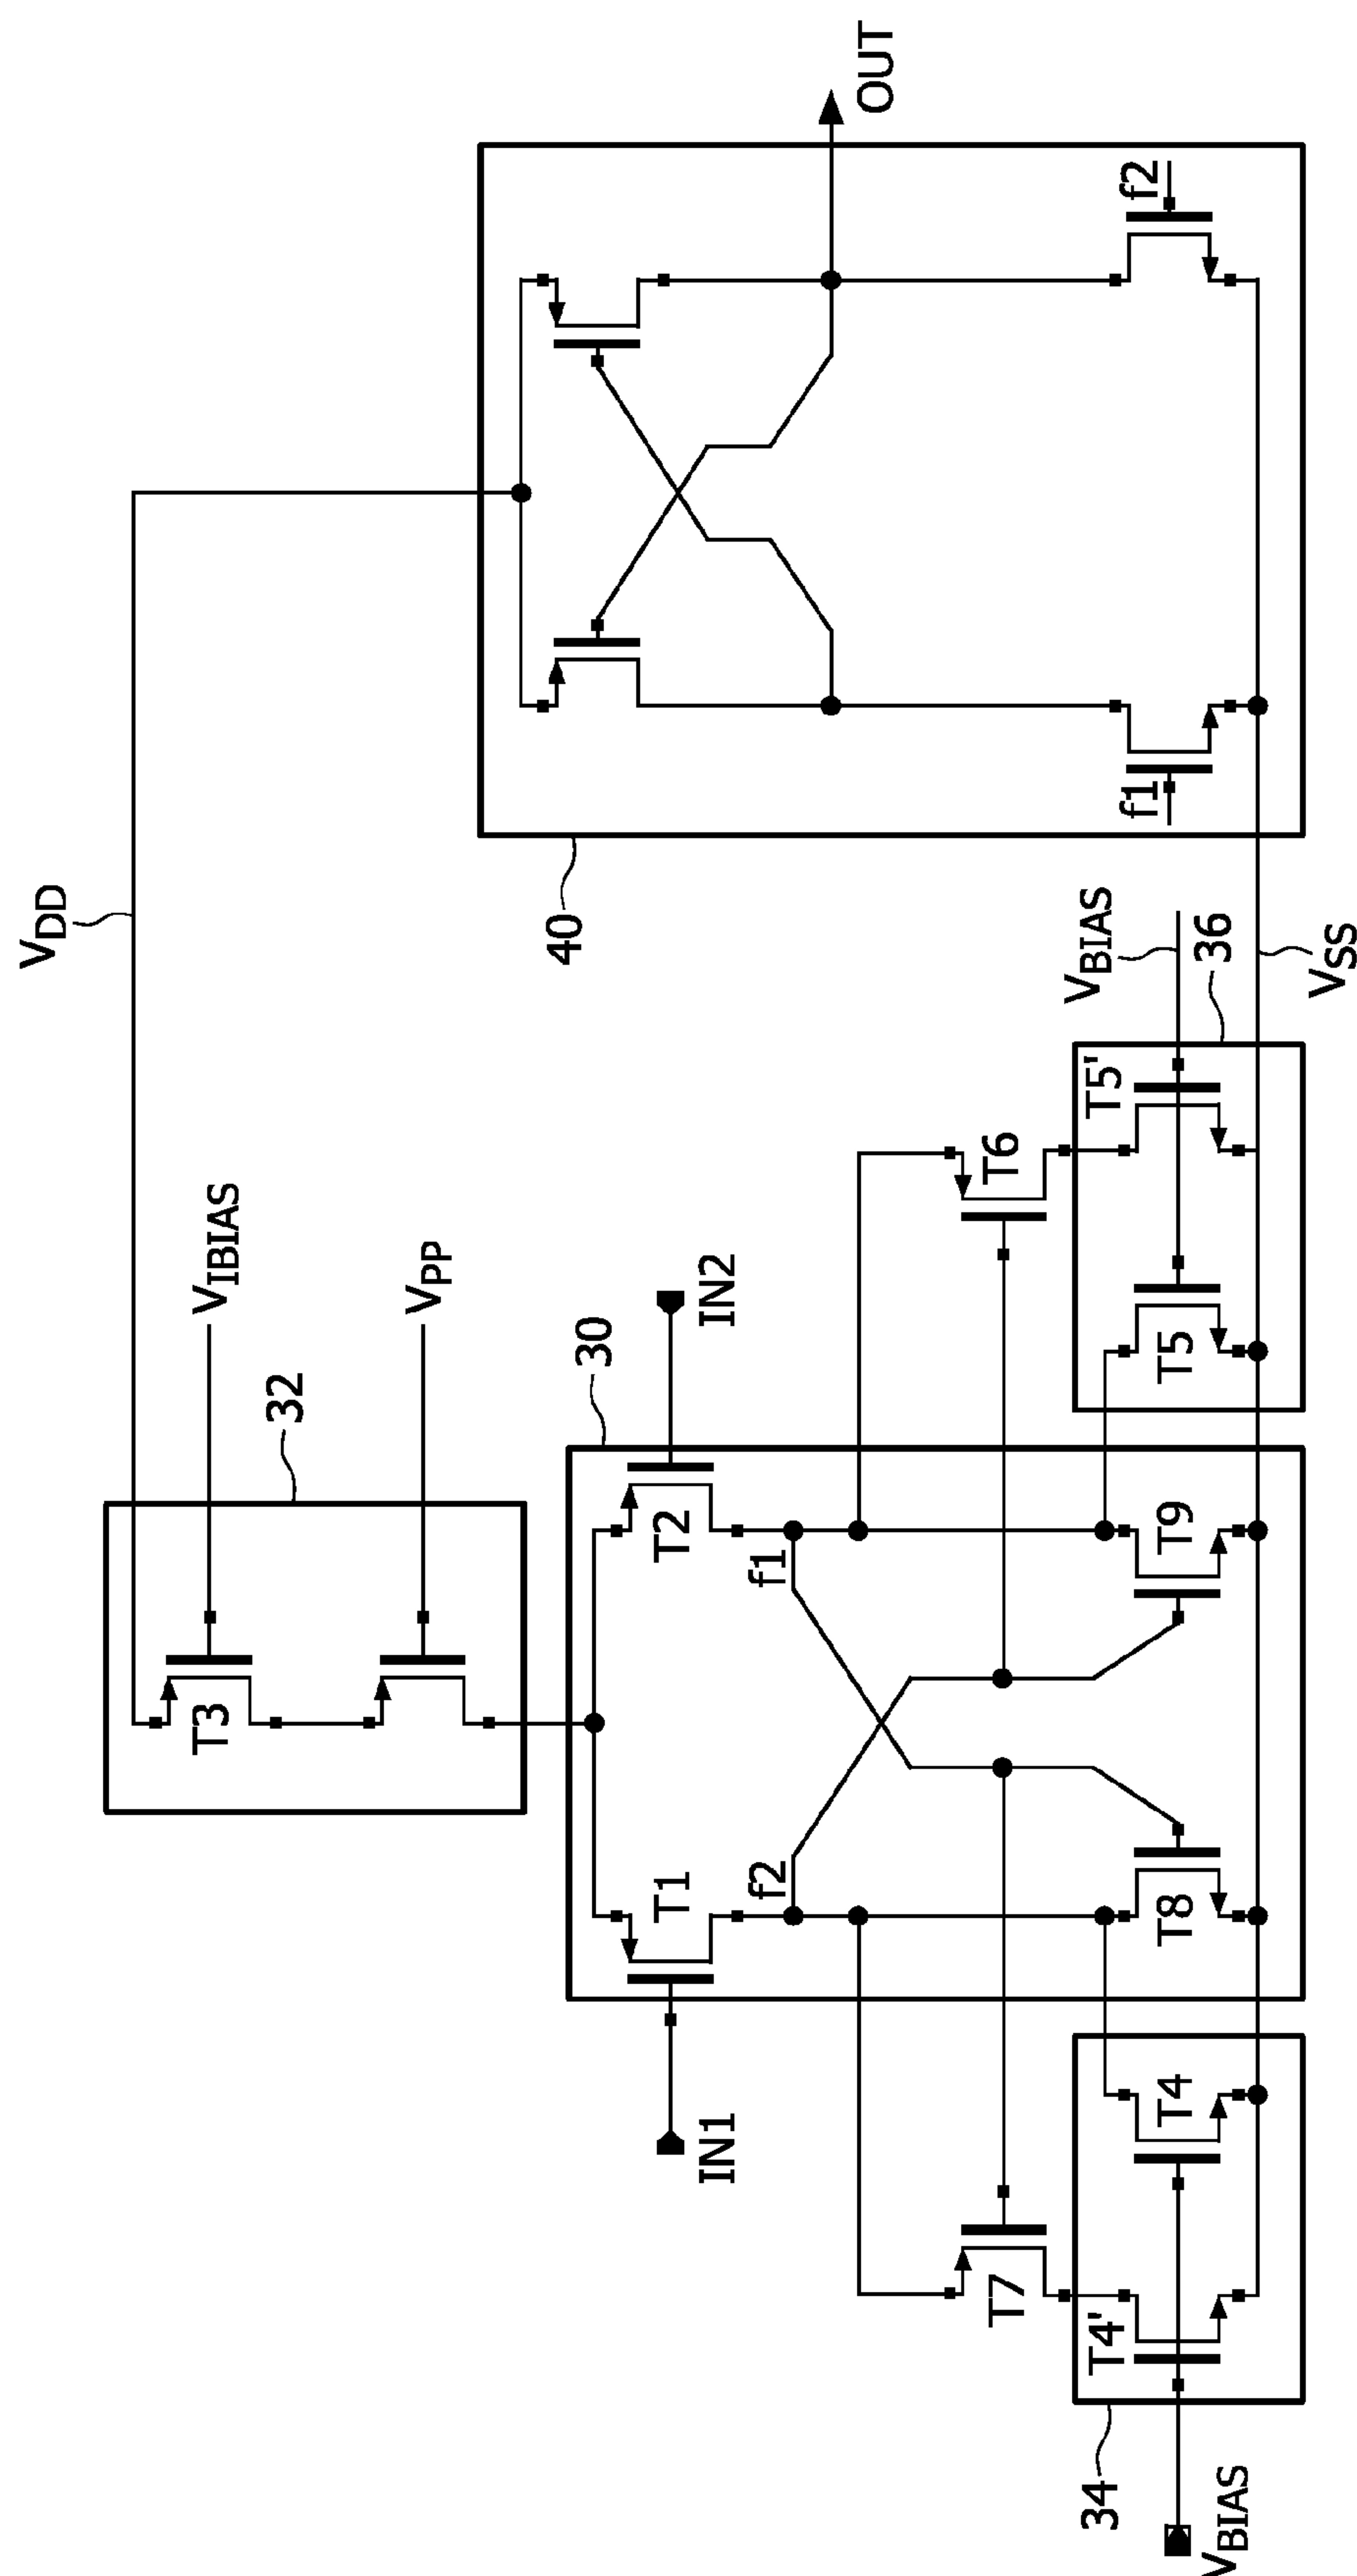 V_DD
V_IBIAS
V_PP
32
T3
30
IN1
IN2
T1
T2
f2
f1
T7
T6
T4'
T4
T8
T9
T5
T5'
34
36
V_BIAS
V_BIAS
V_SS
40
f1
f2
OUT